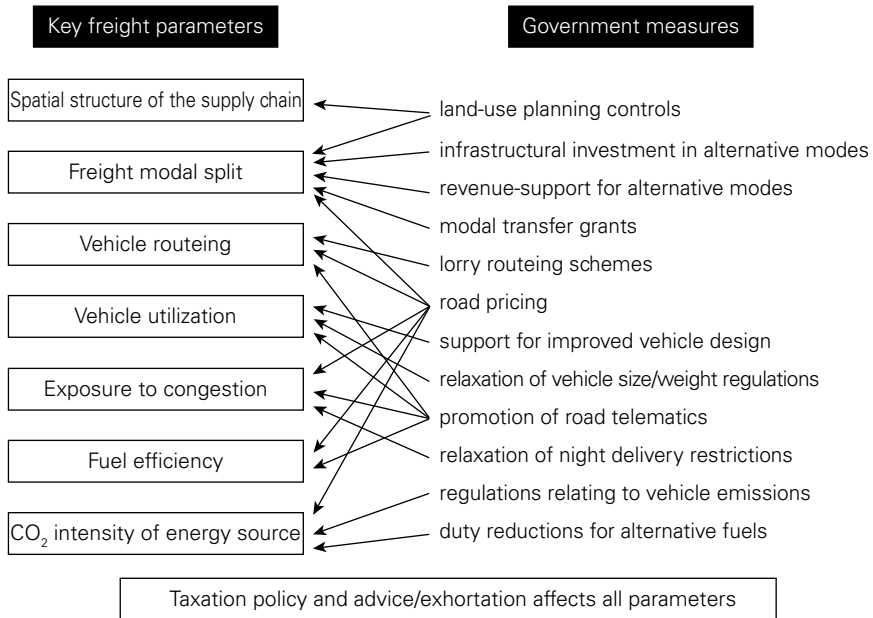 Key freight parameters
Government measures
Spatial structure of the supply chain
Freight modal split
Vehicle routeing
Vehicle utilization
Exposure to congestion
Fuel efficiency
CO₂ intensity of energy source
land-use planning controls
infrastructural investment in alternative modes
revenue-support for alternative modes
modal transfer grants
lorry routeing schemes
road pricing
support for improved vehicle design
relaxation of vehicle size/weight regulations
promotion of road telematics
relaxation of night delivery restrictions
regulations relating to vehicle emissions
duty reductions for alternative fuels
Taxation policy and advice/exhortation affects all parameters